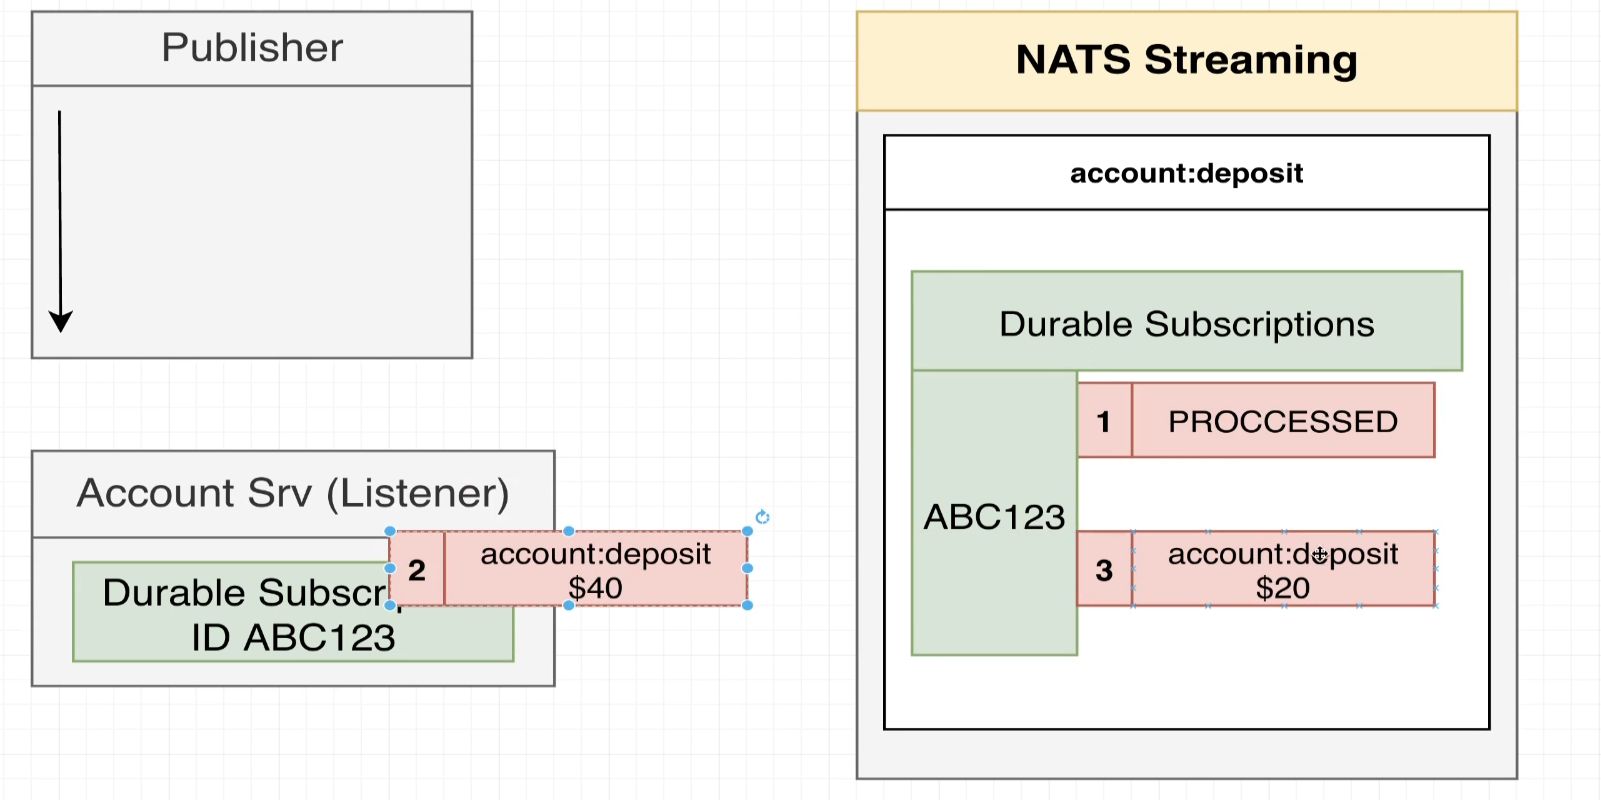 Publisher
Account Srv (Listener)
Durable Subscr
ID ABC123
2
account:deposit
$40
NATS Streaming
account:deposit
Durable Subscriptions
ABC123
1
PROCCESSED
3
account:deposit
$20